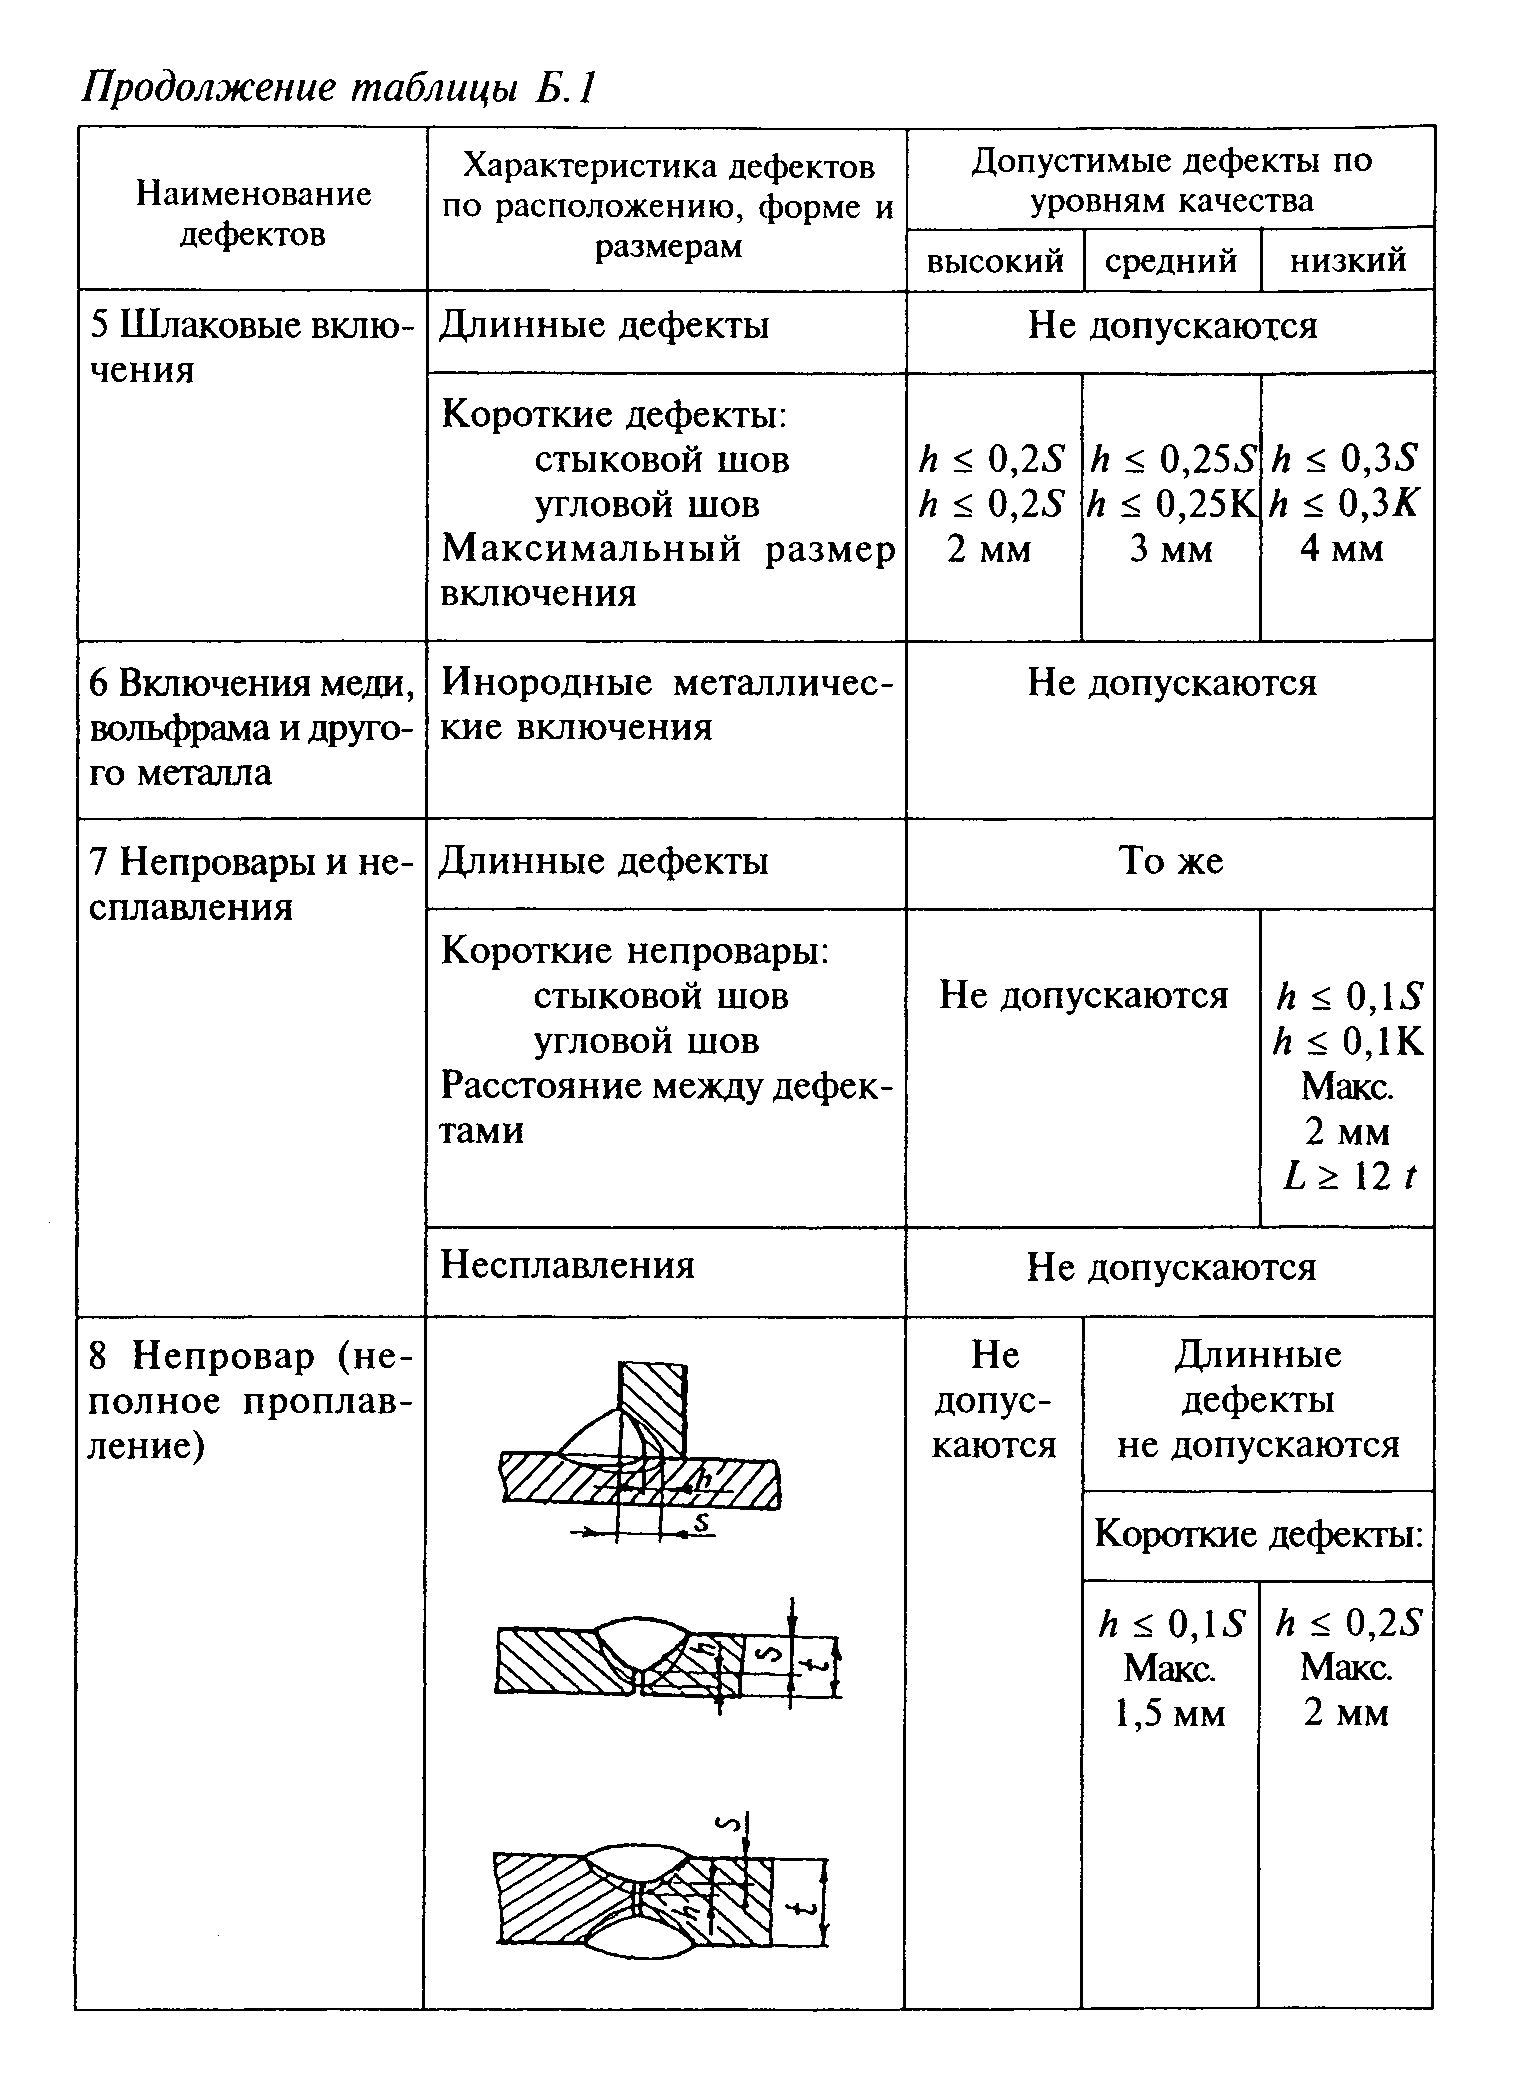 Продолжение таблицы Б.1
Наименование
дефектов
Характеристика дефектов
по расположению, форме и
размерам
Допустимые дефекты по
уровням качества
высокий
средний
низкий
5 Шлаковые вклю-
чения
Длинные дефекты
Не допускаются
Короткие дефекты:
стыковой шов
угловой шов
Максимальный размер
включения
h ≤ 0,2S
h ≤ 0,2S
2 мм
h ≤ 0,25S
h ≤ 0,25K
3 мм
h ≤ 0,3S
h ≤ 0,3K
4 мм
6 Включения меди,
вольфрама и друго-
го металла
Инородные металличес-
кие включения
Не допускаются
7 Непровары и не-
сплавления
Длинные дефекты
То же
Короткие непровары:
стыковой шов
угловой шов
Расстояние между дефек-
тами
Не допускаются
h ≤ 0,1S
h ≤ 0,1K
Макс.
2 мм
L ≥ 12 t
Несплавления
Не допускаются
8 Непровар (не-
полное проплав-
ление)
h
s
h
S
t
S
h
t
Не
допус-
каются
Длинные
дефекты
не допускаются
Короткие дефекты:
h ≤ 0,1S
Макс.
1,5 мм
h ≤ 0,2S
Макс.
2 мм